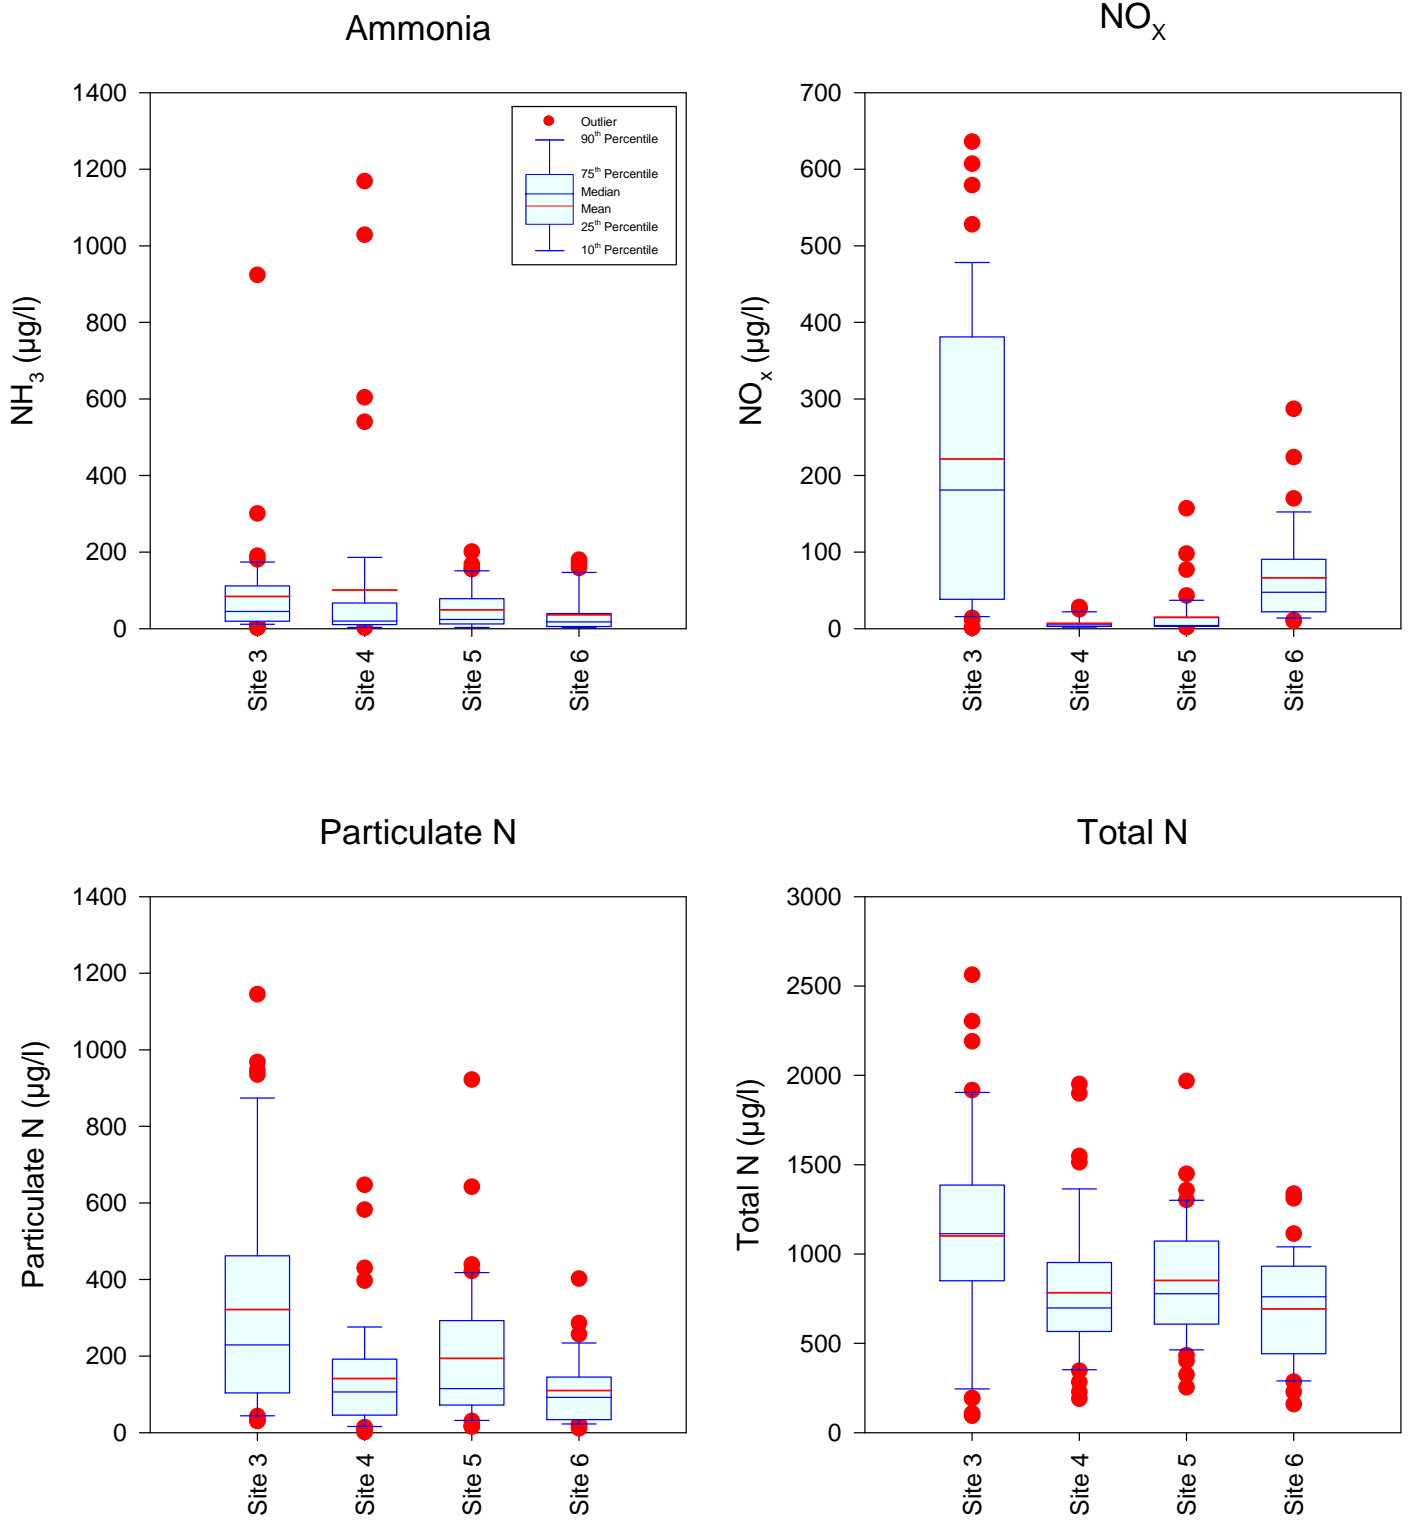 Ammonia
NOX
1400
1200
1000
800
600
400
200
0
NH3 (µg/l)
Outlier
90th Percentile
75th Percentile
Median
Mean
25th Percentile
10th Percentile
Site 3
Site 4
Site 5
Site 6
700
600
500
400
300
200
100
0
NOx (µg/l)
Site 3
Site 4
Site 5
Site 6
Particulate N
Total N
1400
1200
1000
800
600
400
200
0
Particulate N (µg/l)
Site 3
Site 4
Site 5
Site 6
3000
2500
2000
1500
1000
500
0
Total N (µg/l)
Site 3
Site 4
Site 5
Site 6